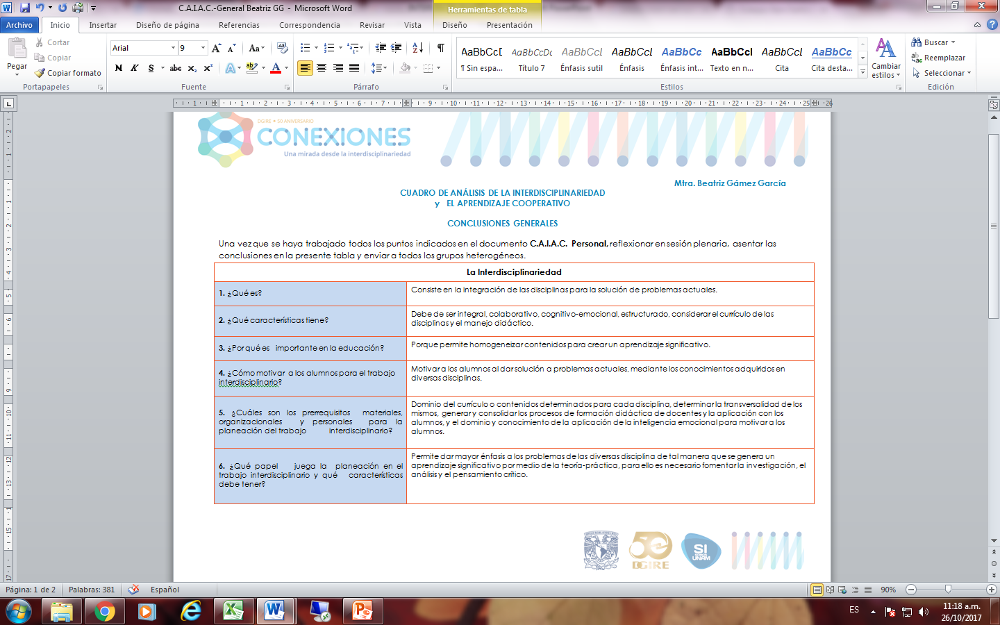 C.A.I.A.C.-General Beatriz GG - Microsoft Word
Herramientas de tabla
Archivo Inicio Insertar Diseño de página Referencias Correspondencia Revisar Vista Diseño Presentación
Pegar
Cortar
Copiar
Copiar formato
Portapapeles
Arial 9
Fuente
Párrafo
AaBbCcD AaBbCcDc AaBbCcL AaBbCcL AaBbCc AaBbCcI AaBbCcL AaBbCc
¶ Sin espa... Título 7 Énfasis sutil Énfasis Énfasis int... Texto en n... Cita Cita desta...
Estilos
Cambiar
estilos
Buscar
Reemplazar
Seleccionar
Edición
DGIRE • 50 ANIVERSARIO
CONEXIONES
Una mirada desde la interdisciplinariedad
Mtra. Beatriz Gámez García
CUADRO DE ANÁLISIS DE LA INTERDISCIPLINARIEDAD
y EL APRENDIZAJE COOPERATIVO
CONCLUSIONES GENERALES
Una vez que se haya trabajado todos los puntos indicados en el documento C.A.I.A.C. Personal, reflexionar en sesión plenaria, asentar las
conclusiones en la presente tabla y enviar a todos los grupos heterogéneos.
La Interdisciplinariedad
1. ¿Qué es?
Consiste en la integración de las disciplinas para la solución de problemas actuales.
2. ¿Qué características tiene?
Debe de ser integral, colaborativo, cognitivo-emocional, estructurado, considerar el currículo de las
disciplinas y el manejo didáctico.
3. ¿Por qué es importante en la educación?
Porque permite homogeneizar contenidos para crear un aprendizaje significativo.
4. ¿Cómo motivar a los alumnos para el trabajo
interdisciplinario?
Motivar a los alumnos al dar solución a problemas actuales, mediante los conocimientos adquiridos en
diversas disciplinas.
5. ¿Cuáles son los prerrequisitos materiales,
organizacionales y personales para la
planeación del trabajo interdisciplinario?
Dominio del currículo o contenidos determinados para cada disciplina, determinar la transversalidad de los
mismos, generar y consolidar los procesos de formación didáctica de docentes y la aplicación con los
alumnos, y el dominio y conocimiento de la aplicación de la inteligencia emocional para motivar a los
alumnos.
6. ¿Qué papel juega la planeación en el
trabajo interdisciplinario y qué características
debe tener?
Permite dar mayor énfasis a los problemas de las diversas disciplina de tal manera que se genera un
aprendizaje significativo por medio de la teoría-práctica, para ello es necesario fomentar la investigación, el
análisis y el pensamiento crítico.
50
DGIRE
SI
UNAM
Página: 1 de 2 Palabras: 381 Español 90%
ES
11:18 a.m.
26/10/2017